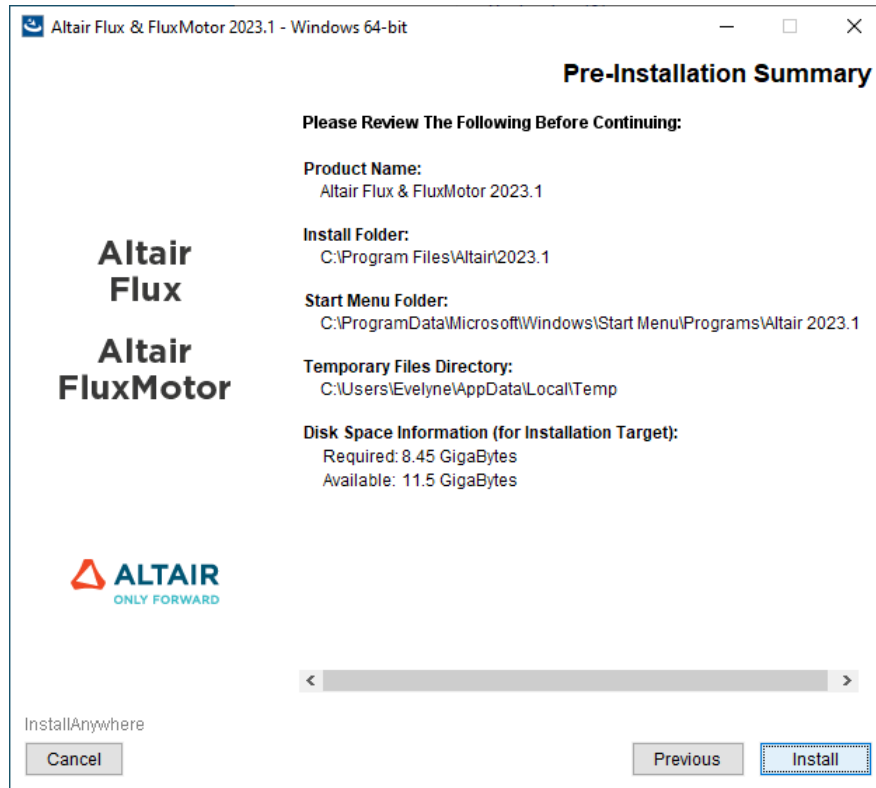 Altair Flux & FluxMotor 2023.1 - Windows 64-bit
Pre-Installation Summary
Please Review The Following Before Continuing:
Product Name:
Altair Flux & FluxMotor 2023.1
Install Folder:
C:\Program Files\Altair\2023.1
Start Menu Folder:
C:\ProgramData\Microsoft\Windows\Start Menu\Programs\Altair 2023.1
Temporary Files Directory:
C:\Users\Evelyne\AppData\Local\Temp
Disk Space Information (for Installation Target):
Required: 8.45 GigaBytes
Available: 11.5 GigaBytes
Altair
Flux
Altair
FluxMotor
ALTAIR
ONLY FORWARD
InstallAnywhere
Cancel
Previous
Install